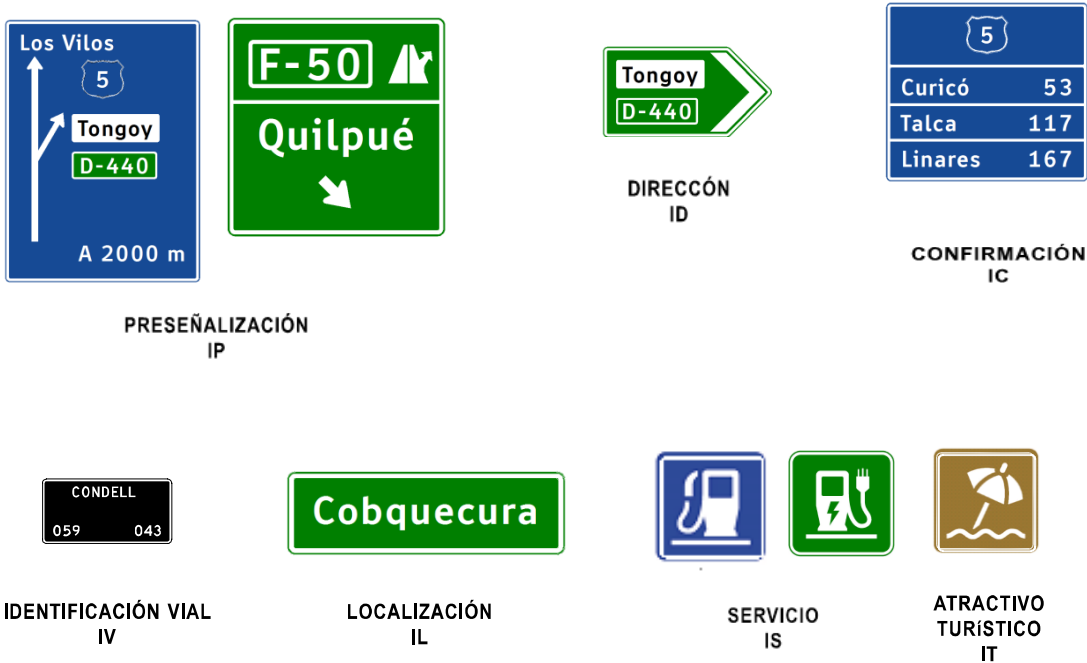 Los Vilos
5
Tongoy
D-440
A 2000 m
F-50
Quilpué
PRESEÑALIZACIÓN
IP
Tongoy
D-440
DIRECCÓN
ID
5
Curicó 53
Talca 117
Linares 167
CONFIRMACIÓN
IC
CONDELL
059 043
IDENTIFICACIÓN VIAL
IV
Cobquecura
LOCALIZACIÓN
IL
SERVICIO
IS
ATRACTIVO
TURíSTICO
IT